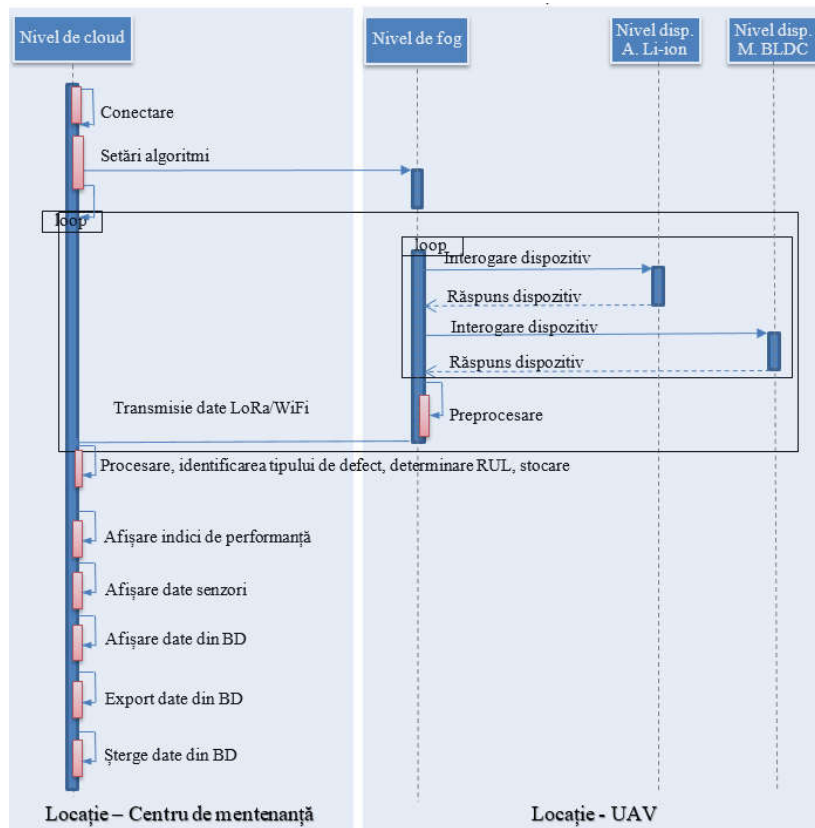 Nivel de cloud
Nivel de fog
Nivel disp.
A. Li-ion
Nivel disp.
M. BLDC
Conectare
Setări algoritmi
loop
loop
Interogare dispozitiv
Răspuns dispozitiv
Interogare dispozitiv
Răspuns dispozitiv
Transmisie date LoRa/WiFi
Preprocesare
Procesare, identificarea tipului de defect, determinare RUL, stocare
Afișare indici de performanță
Afișare date senzori
Afișare date din BD
Export date din BD
Șterge date din BD
Locație – Centru de mentenanță
Locație - UAV